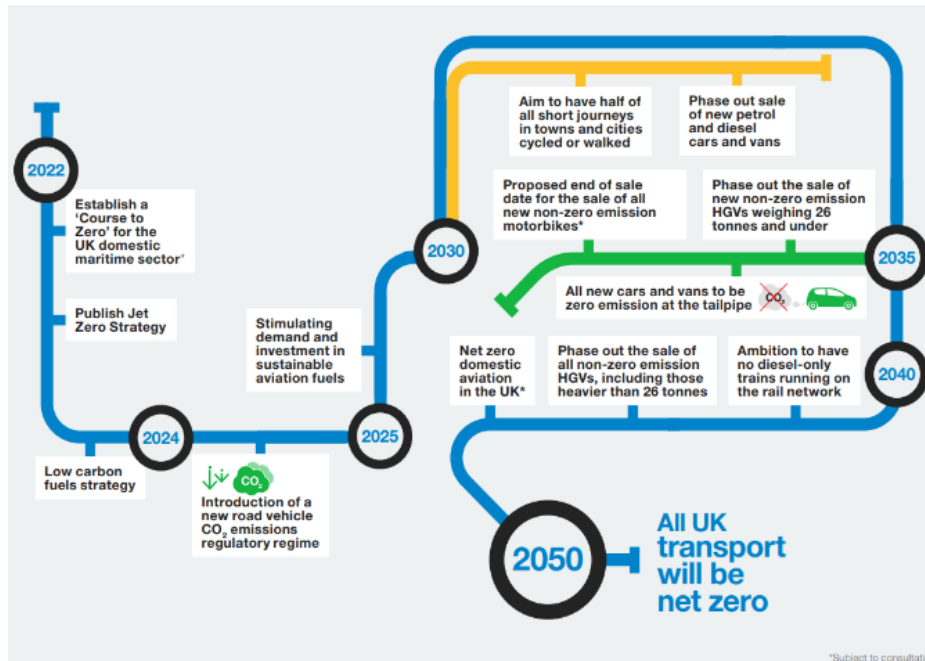 2022
Establish a
‘Course to
Zero’ for the
UK domestic
maritime sector*
Publish Jet
Zero Strategy
Low carbon
fuels strategy
2024
CO₂
Introduction of a
new road vehicle
CO₂ emissions
regulatory regime
2025
Stimulating
demand and
investment in
sustainable
aviation fuels
2030
Aim to have half of
all short journeys
in towns and cities
cycled or walked
Phase out sale
of new petrol
and diesel
cars and vans
2035
Proposed end of sale
date for the sale of all
new non-zero emission
motorbikes*
Phase out the sale of
new non-zero emission
HGVs weighing 26
tonnes and under
All new cars and vans to be
zero emission at the tailpipe
CO₂
2040
Net zero
domestic
aviation
in the UK*
Phase out the sale of
all non-zero emission
HGVs, including those
heavier than 26 tonnes
Ambition to have
no diesel-only
trains running on
the rail network
2050
All UK
transport
will be
net zero
*Subject to consultati